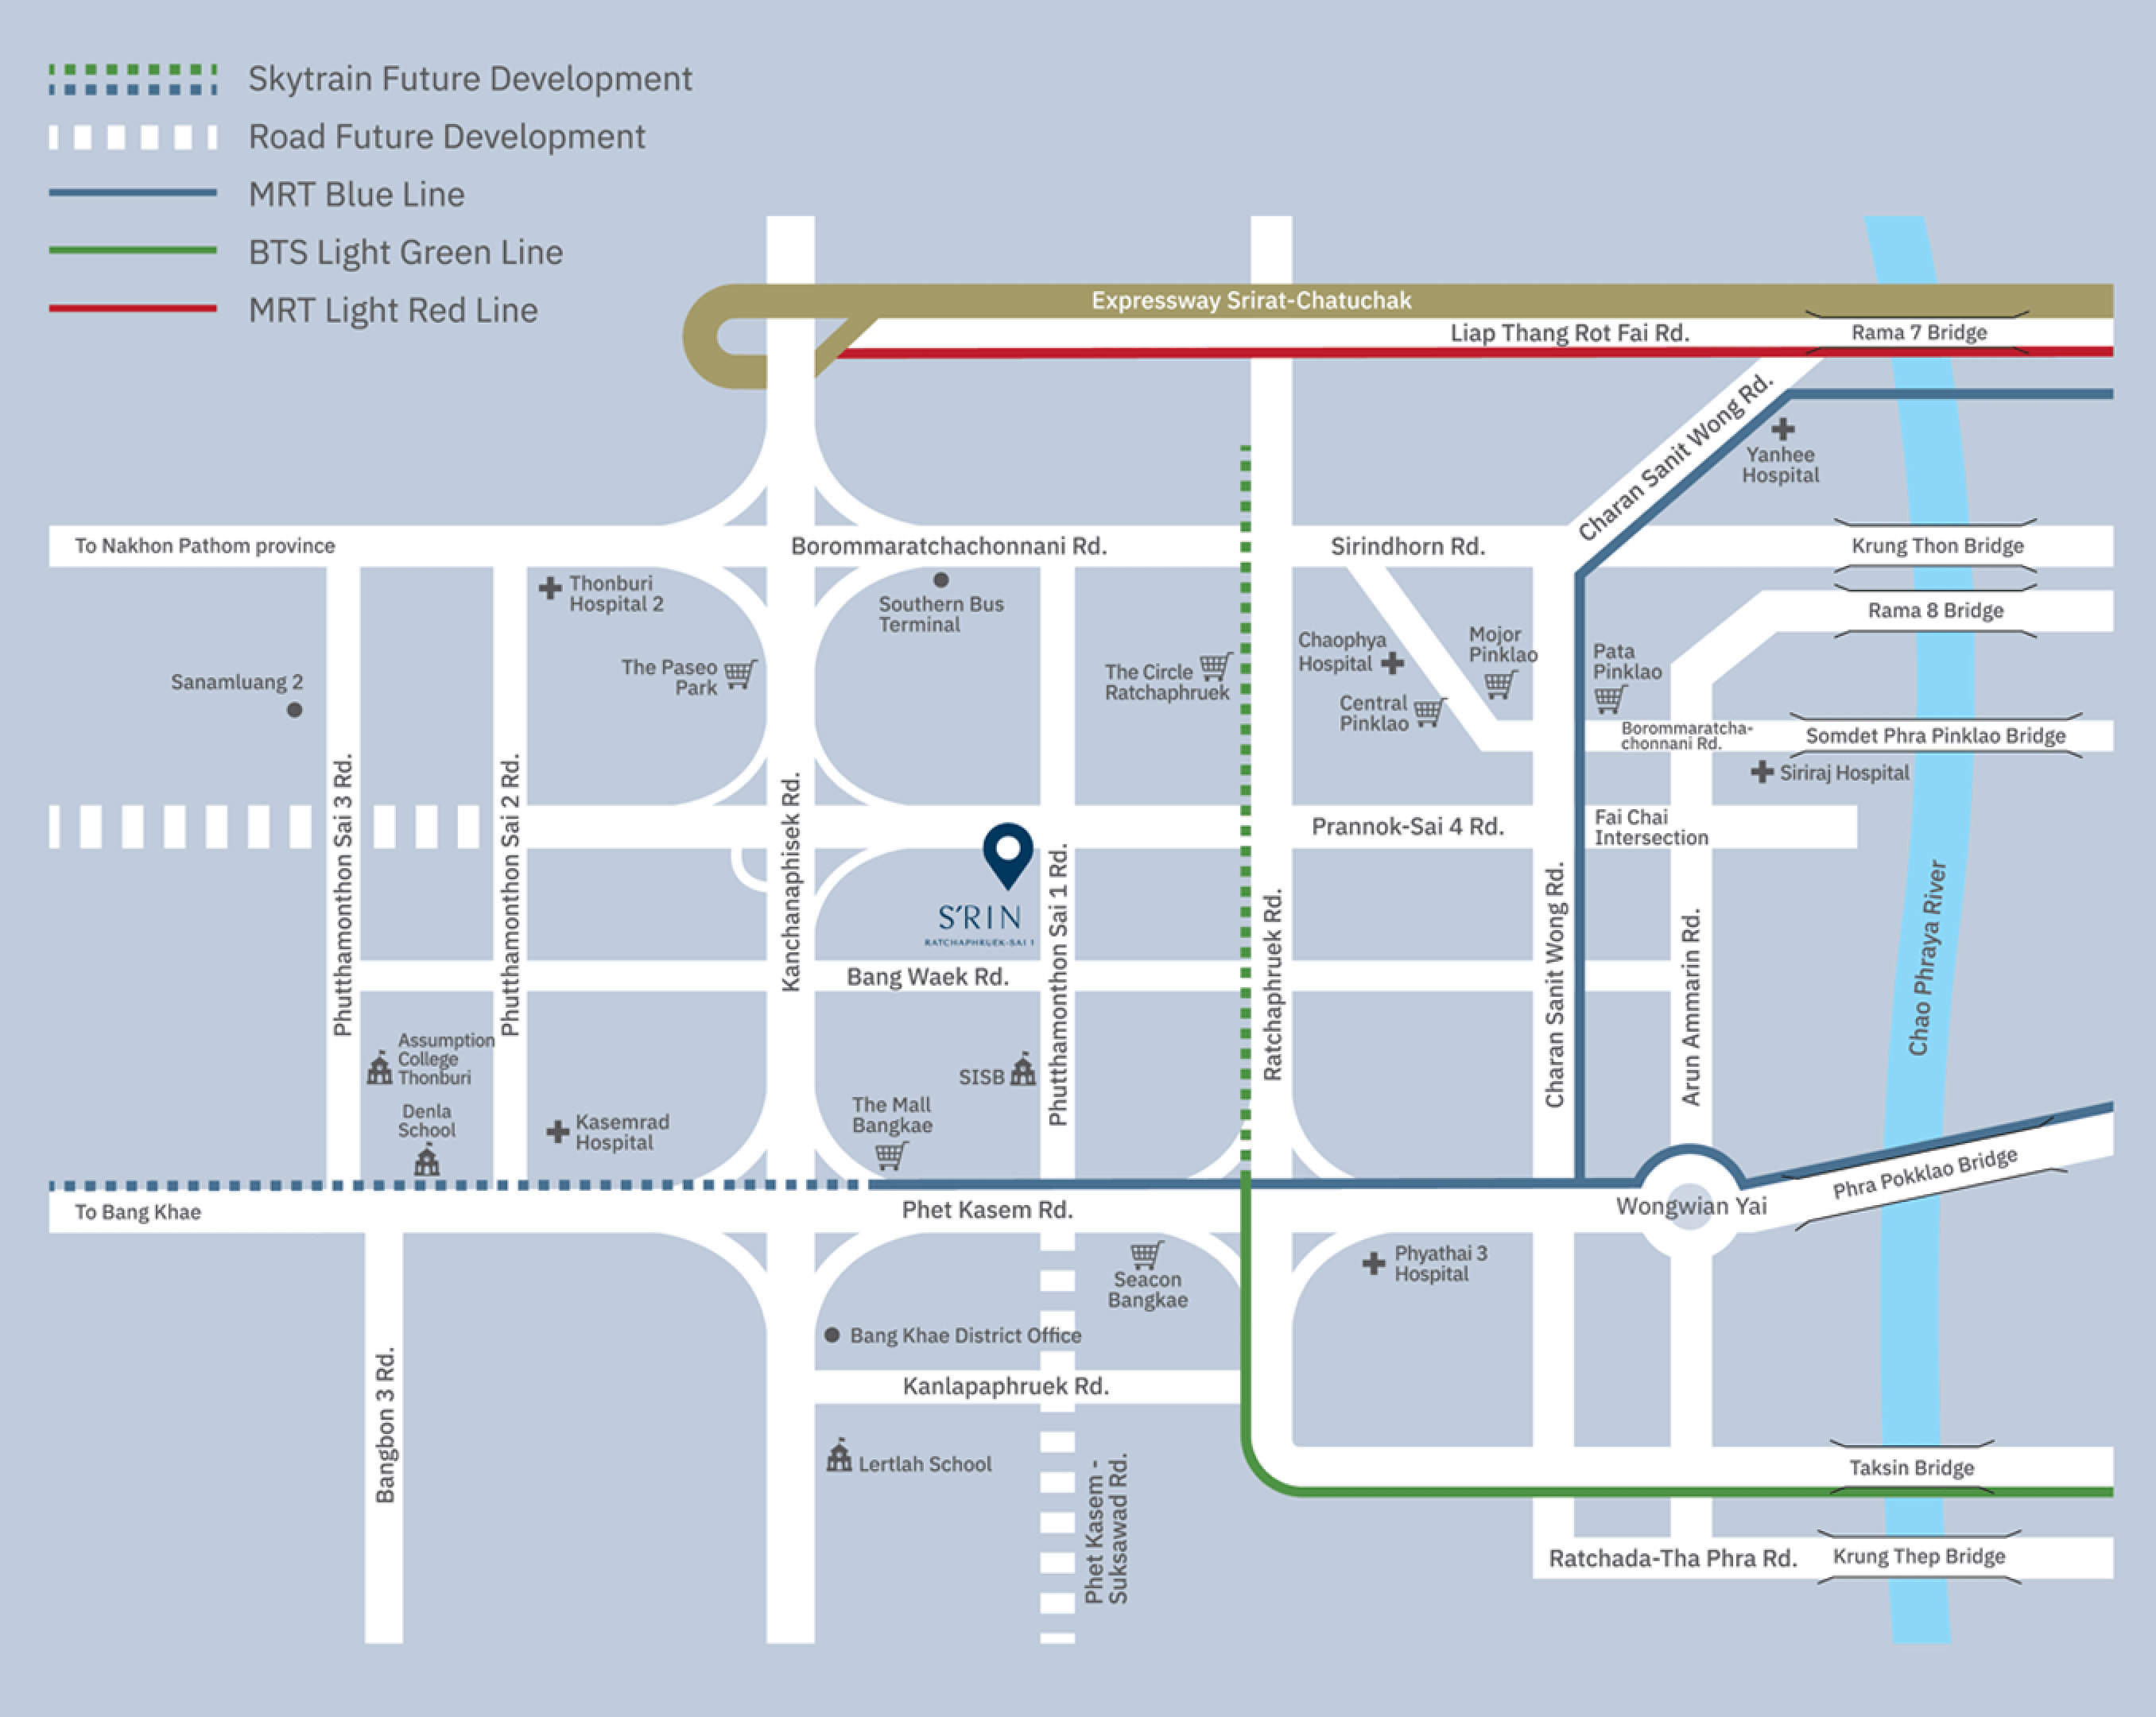 Skytrain Future Development
Road Future Development
MRT Blue Line
BTS Light Green Line
MRT Light Red Line
Expressway Srirat-Chatuchak
Liap Thang Rot Fai Rd.
Rama 7 Bridge
Charan Sanit Wong Rd.
Yanhee
Hospital
To Nakhon Pathom province
Borommaratchachonnani Rd.
Sirindhorn Rd.
Krung Thon Bridge
Thonburi
Hospital 2
Southern Bus
Terminal
Rama 8 Bridge
Sanamluang 2
The Paseo
Park
The Circle
Ratchaphruek
Chaophya
Hospital
Mojor
Pinklao
Central
Pinklao
Pata
Pinklao
Borommaratcha-
chonnani Rd.
Somdet Phra Pinklao Bridge
Siriraj Hospital
Phutthamonthon Sai 3 Rd.
Phutthamonthon Sai 2 Rd.
Kanchanaphisek Rd.
Prannok-Sai 4 Rd.
Fai Chai
Intersection
S'RIN
RATCHAPHRUEK-SAI 1
Phutthamonthon Sai 1 Rd.
Ratchaphruek Rd.
Charan Sanit Wong Rd.
Arun Ammarin Rd.
Chao Phraya River
Bang Waek Rd.
Assumption
College
Thonburi
Denla
School
Kasemrad
Hospital
The Mall
Bangkae
SISB
To Bang Khae
Phet Kasem Rd.
Wongwian Yai
Phra Pokklao Bridge
Seacon
Bangkae
Phyathai 3
Hospital
Bang Khae District Office
Kanlapaphruek Rd.
Bangbon 3 Rd.
Lertlah School
Phet Kasem -
Suksawad Rd.
Taksin Bridge
Ratchada-Tha Phra Rd.
Krung Thep Bridge